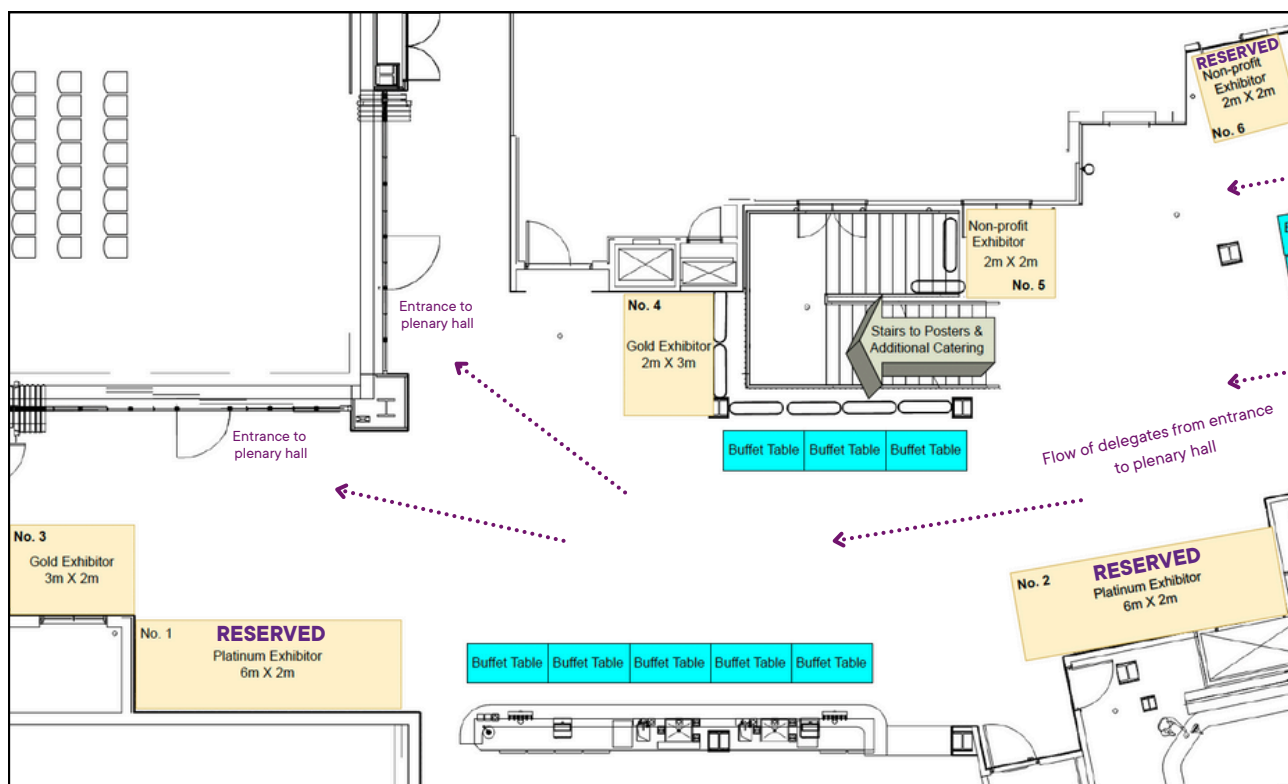 RESERVED
Non-profit
Exhibitor
2m X 2m
No. 6
Non-profit
Exhibitor
2m X 2m
No. 5
No. 4
Gold Exhibitor
2m X 3m
Stairs to Posters &
Additional Catering
Entrance to
plenary hall
Entrance to
plenary hall
Buffet Table
Buffet Table
Buffet Table
Flow of delegates from entrance
to plenary hall
No. 3
Gold Exhibitor
3m X 2m
No. 2
RESERVED
Platinum Exhibitor
6m X 2m
No. 1
RESERVED
Platinum Exhibitor
6m X 2m
Buffet Table
Buffet Table
Buffet Table
Buffet Table
Buffet Table